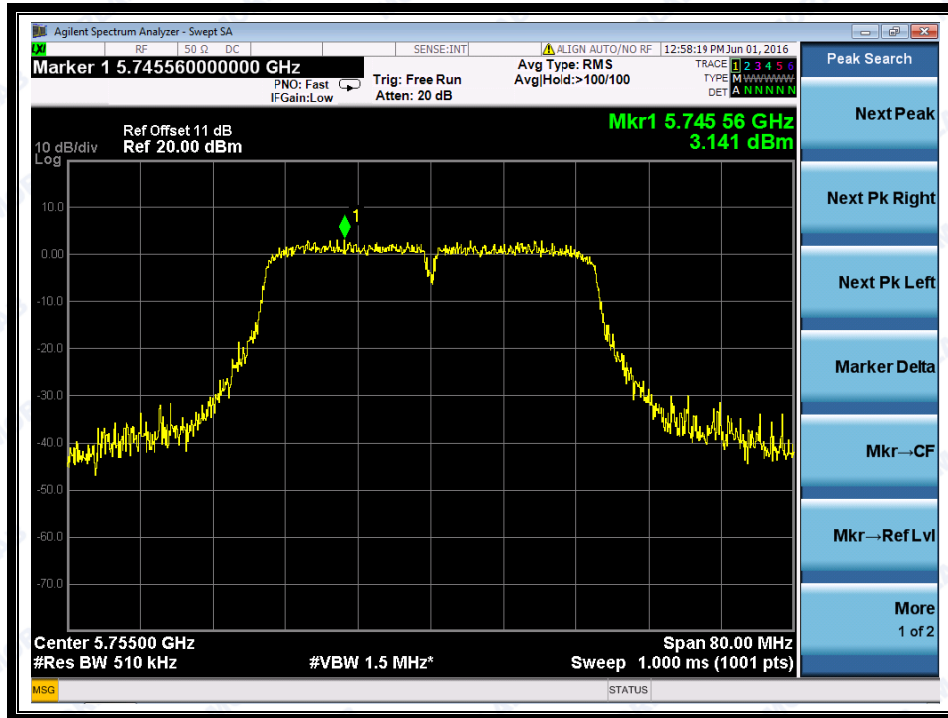 Agilent Spectrum Analyzer - Swept SA
LXI RF 50 Ω DC SENSE:INT ALIGN AUTO/NO RF 12:58:19 PM Jun 01, 2016
Marker 1 5.745560000000 GHz
PNO: Fast
IFGain:Low
Trig: Free Run
Atten: 20 dB
Avg Type: RMS
Avg|Hold:>100/100
TRACE 1 2 3 4 5 6
TYPE M WWWWW
DET A N N N N N
Ref Offset 11 dB
Ref 20.00 dBm
10 dB/div
Log
Mkr1 5.745 56 GHz
3.141 dBm
1
10.0
0.00
-10.0
-20.0
-30.0
-40.0
-50.0
-60.0
-70.0
Center 5.75500 GHz
Span 80.00 MHz
#Res BW 510 kHz
#VBW 1.5 MHz*
Sweep 1.000 ms (1001 pts)
MSG
STATUS
Peak Search
Next Peak
Next Pk Right
Next Pk Left
Marker Delta
Mkr→CF
Mkr→Ref Lvl
More
1 of 2